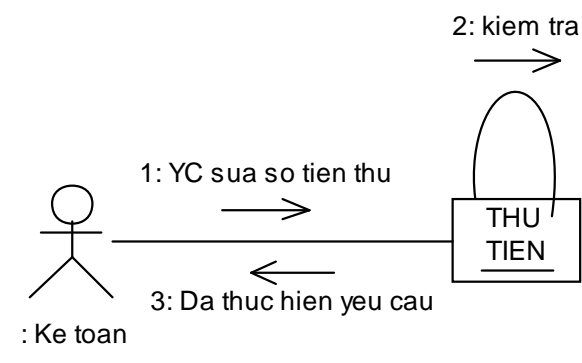 2: kiem tra
1: YC sua so tien thu
THU
TIEN
3: Da thuc hien yeu cau
: Ke toan